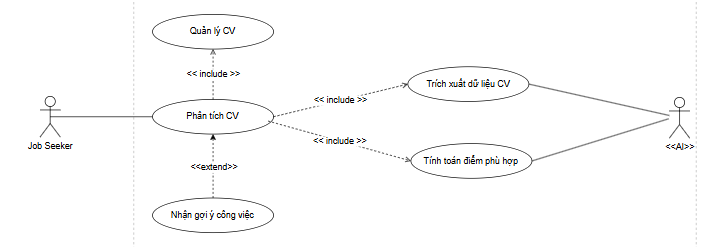 Quản lý CV
<< include >>
Trích xuất dữ liệu CV
<< include >>
Phân tích CV
Job Seeker
<<AI>>
<< include >>
Tính toán điểm phù hợp
<<extend>>
Nhận gợi ý công việc